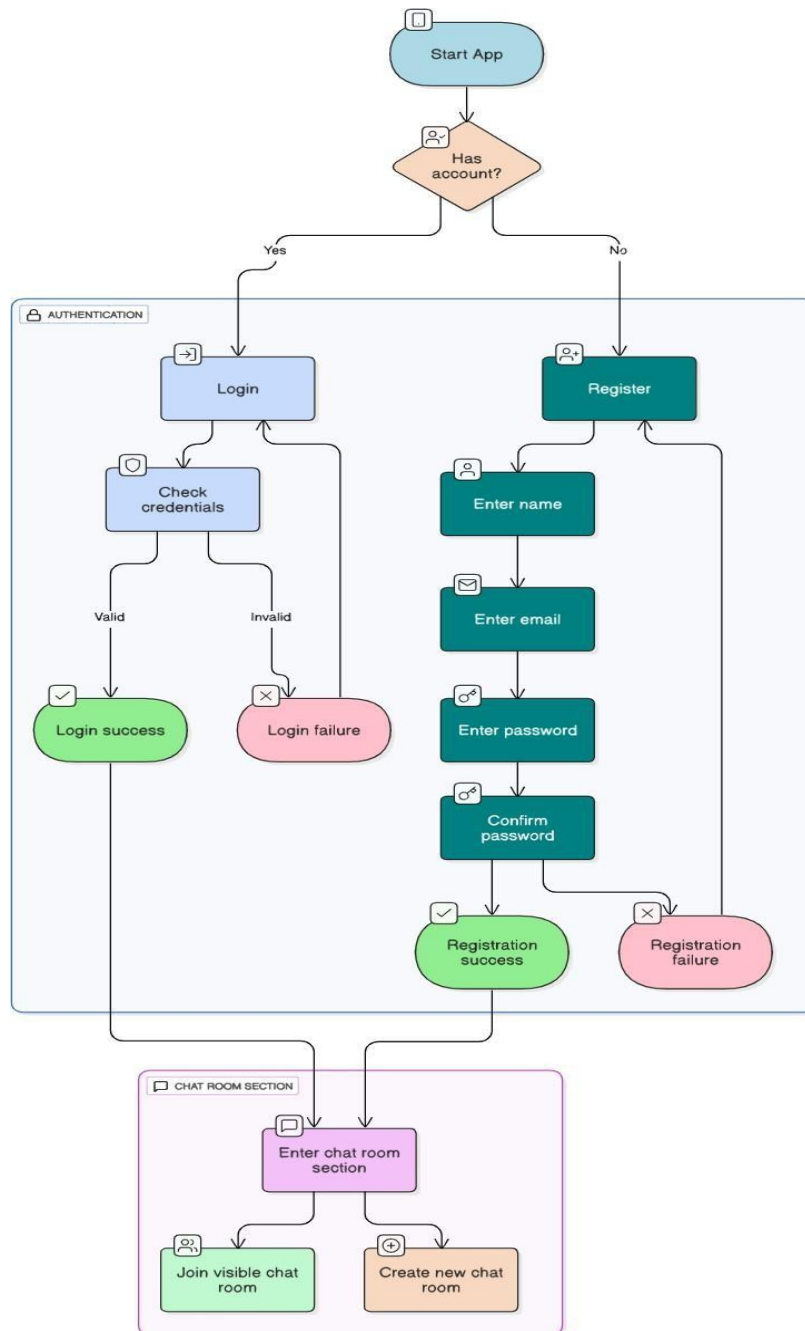 Start App
Has
account?
Yes
No
AUTHENTICATION
Login
Register
Check
credentials
Enter name
Valid
Invalid
Enter email
Login success
Login failure
Enter password
Confirm
password
Registration
success
Registration
failure
CHAT ROOM SECTION
Enter chat room
section
Join visible chat
room
Create new chat
room